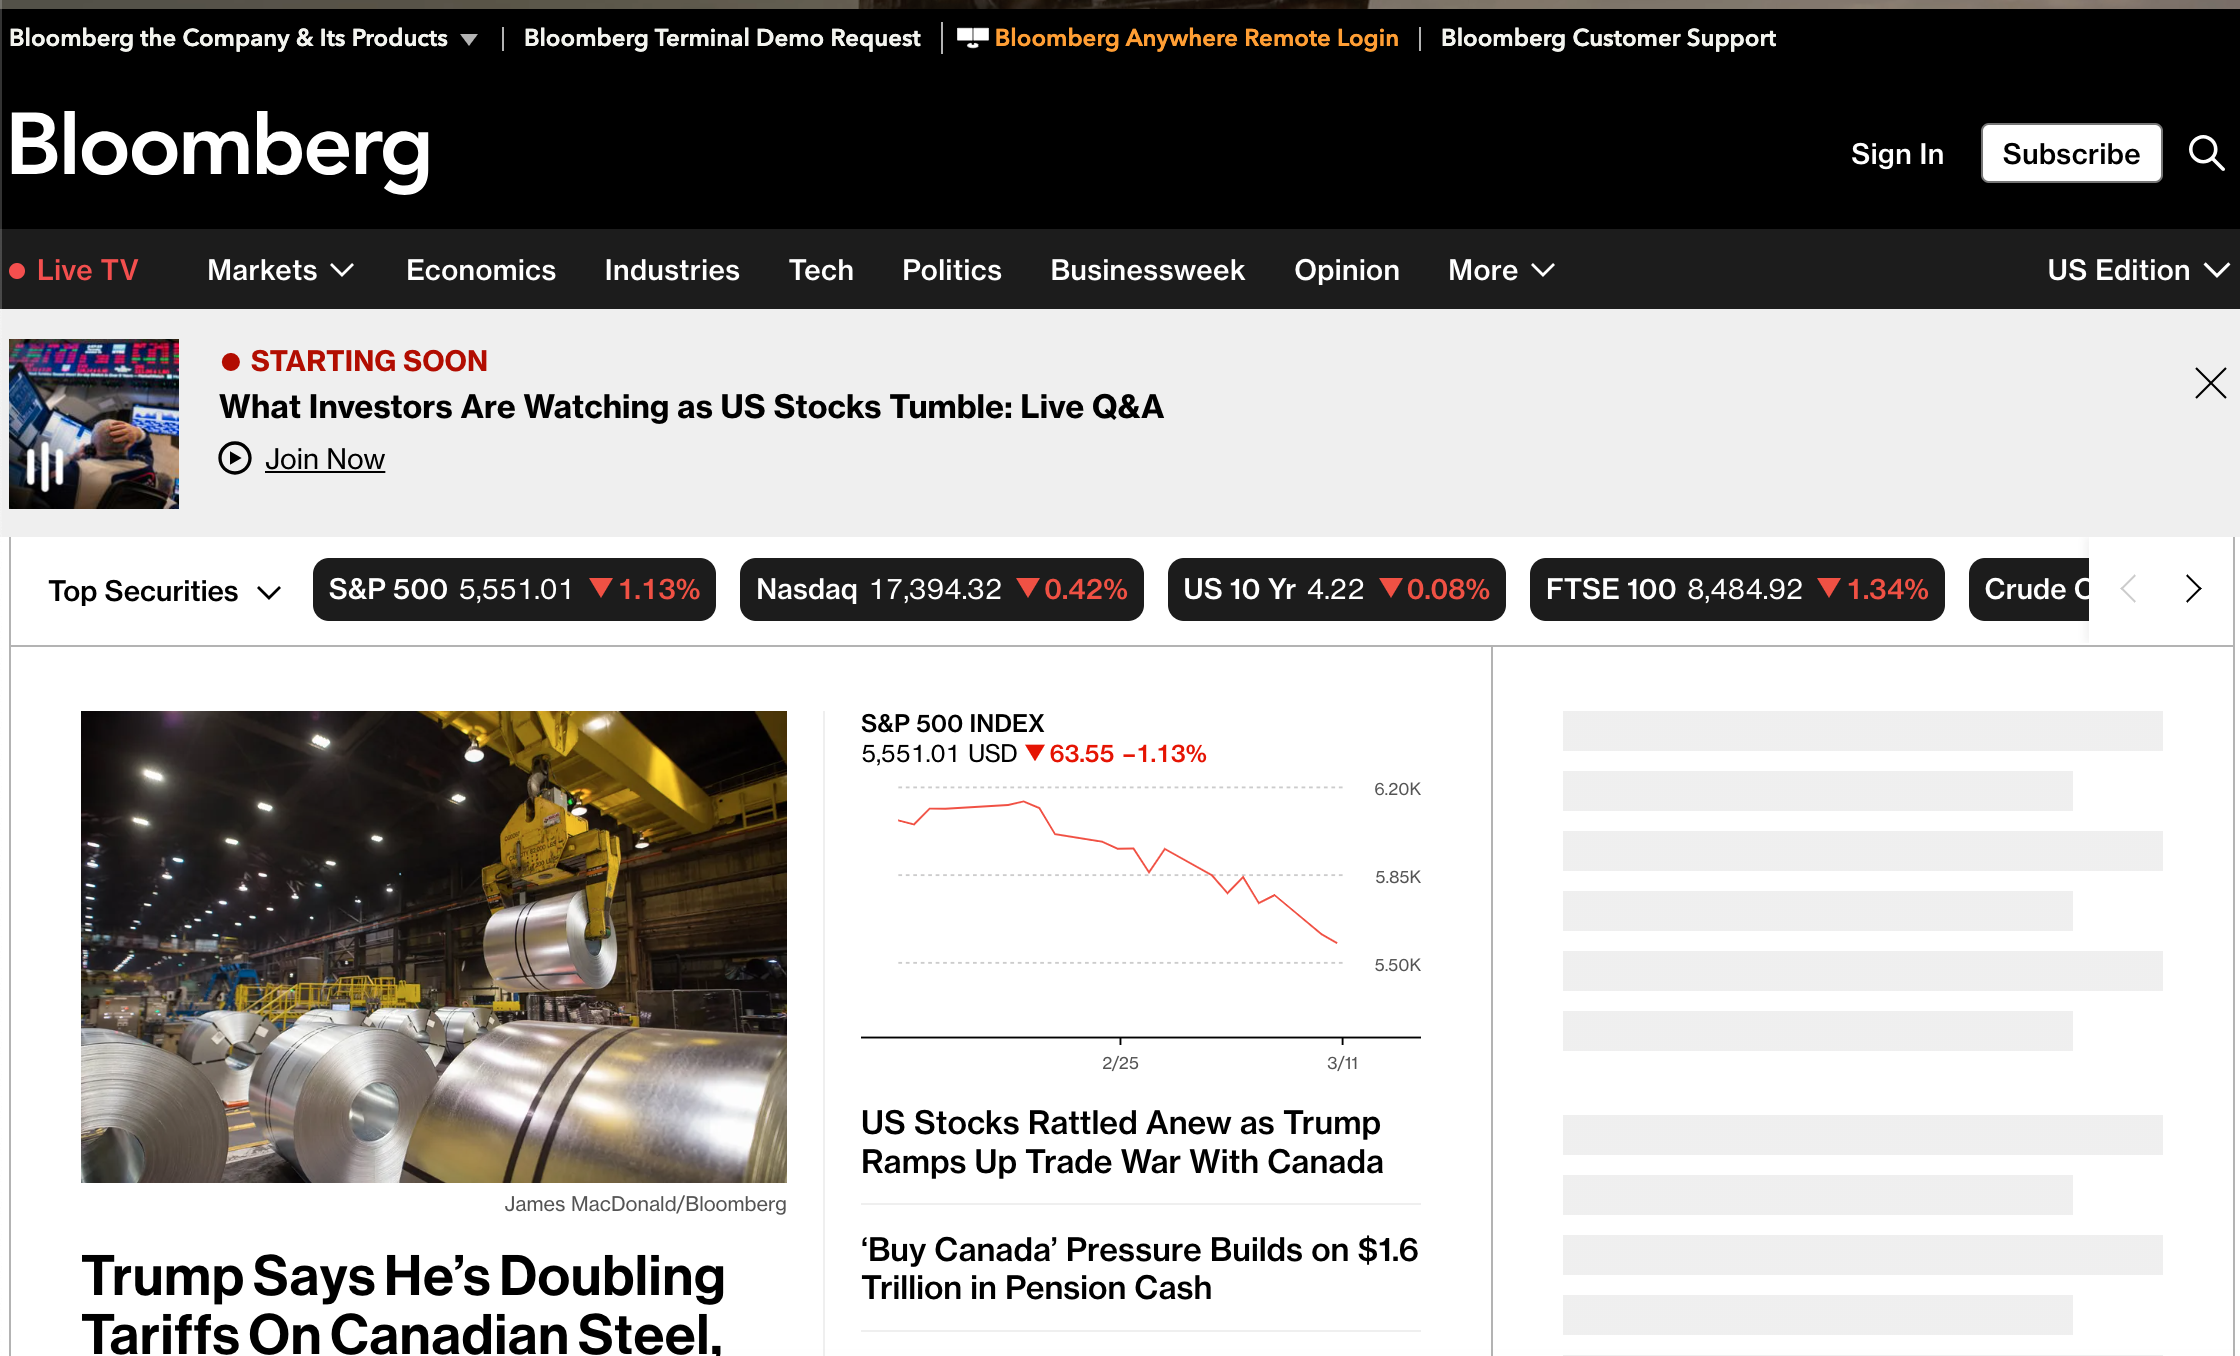 Bloomberg the Company & Its Products
Bloomberg Terminal Demo Request
Bloomberg Anywhere Remote Login
Bloomberg Customer Support
Bloomberg
Sign In
Subscribe
Live TV
Markets
Economics
Industries
Tech
Politics
Businessweek
Opinion
More
US Edition
STARTING SOON
What Investors Are Watching as US Stocks Tumble: Live Q&A
Join Now
Top Securities
S&P 500 5,551.01 ▼1.13%
Nasdaq 17,394.32 ▼0.42%
US 10 Yr 4.22 ▼0.08%
FTSE 100 8,484.92 ▼1.34%
Crude
James MacDonald/Bloomberg
Trump Says He’s Doubling
Tariffs On Canadian Steel,
S&P 500 INDEX
5,551.01 USD ▼63.55 –1.13%
6.20K
5.85K
5.50K
2/25
3/11
US Stocks Rattled Anew as Trump
Ramps Up Trade War With Canada
‘Buy Canada’ Pressure Builds on $1.6
Trillion in Pension Cash